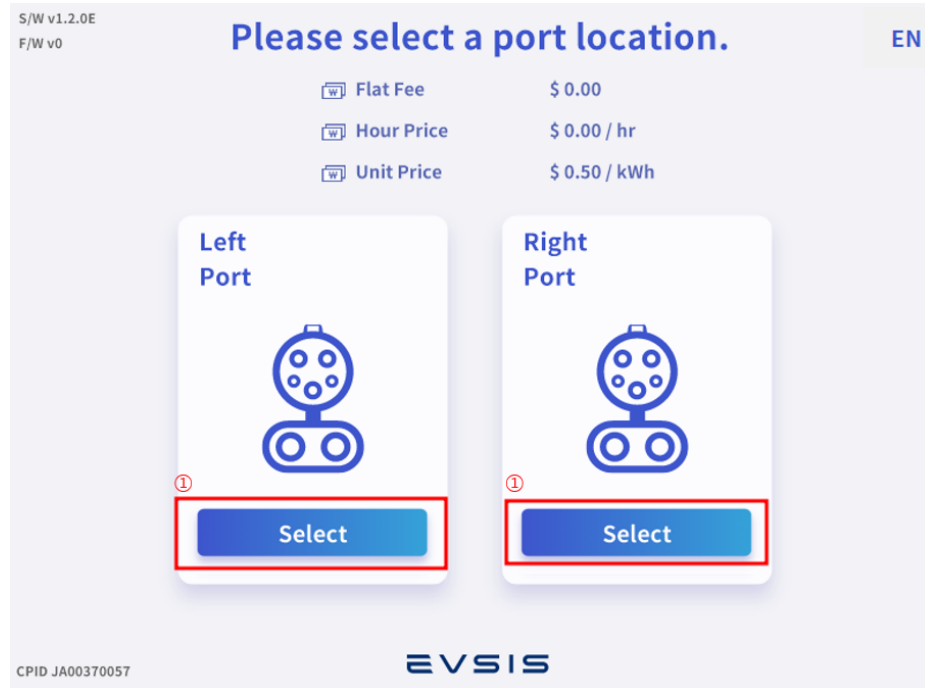 S/W v1.2.0E
F/W v0
Please select a port location.
EN
W Flat Fee $ 0.00
W Hour Price $ 0.00 / hr
W Unit Price $ 0.50 / kWh
Left
Port
Right
Port
①
①
Select
Select
CPID JA00370057
EVSIS